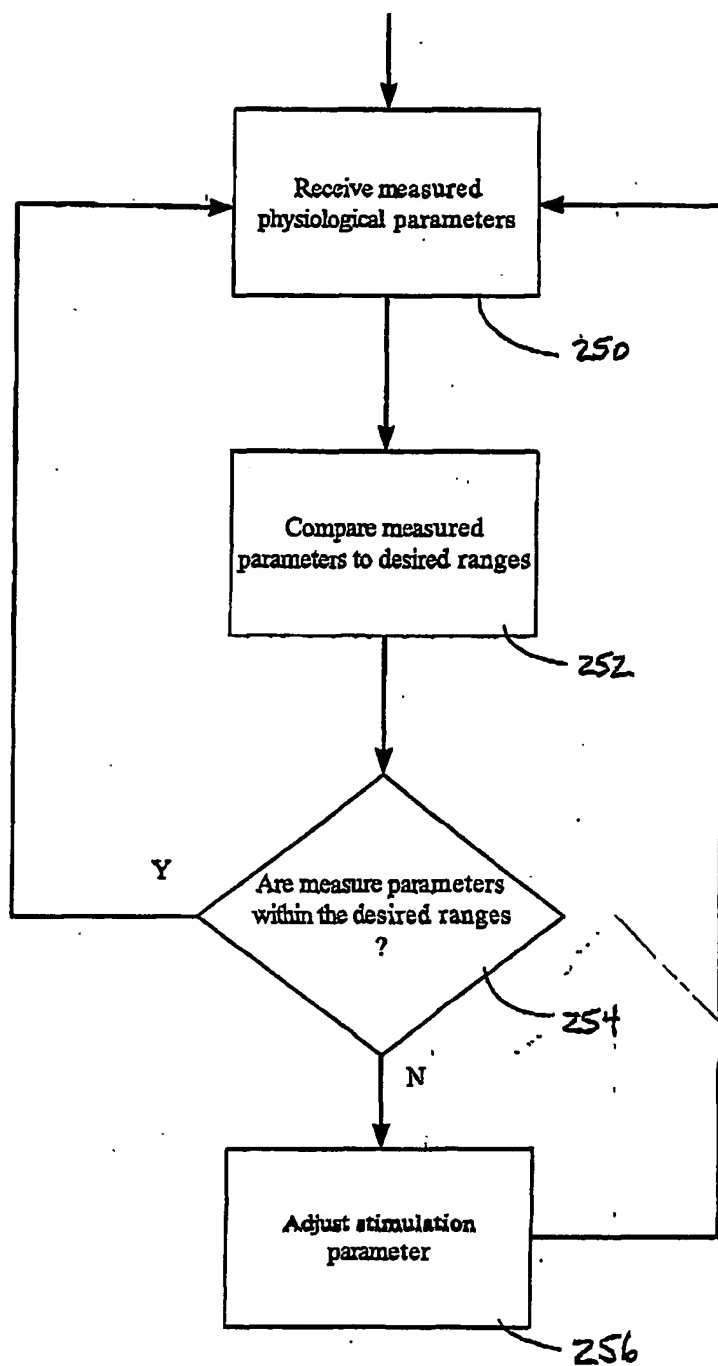 Receive measured
physiological parameters
250
Compare measured
parameters to desired ranges
252
Y
Are measure parameters
within the desired ranges
?
254
N
Adjust stimulation
parameter
256